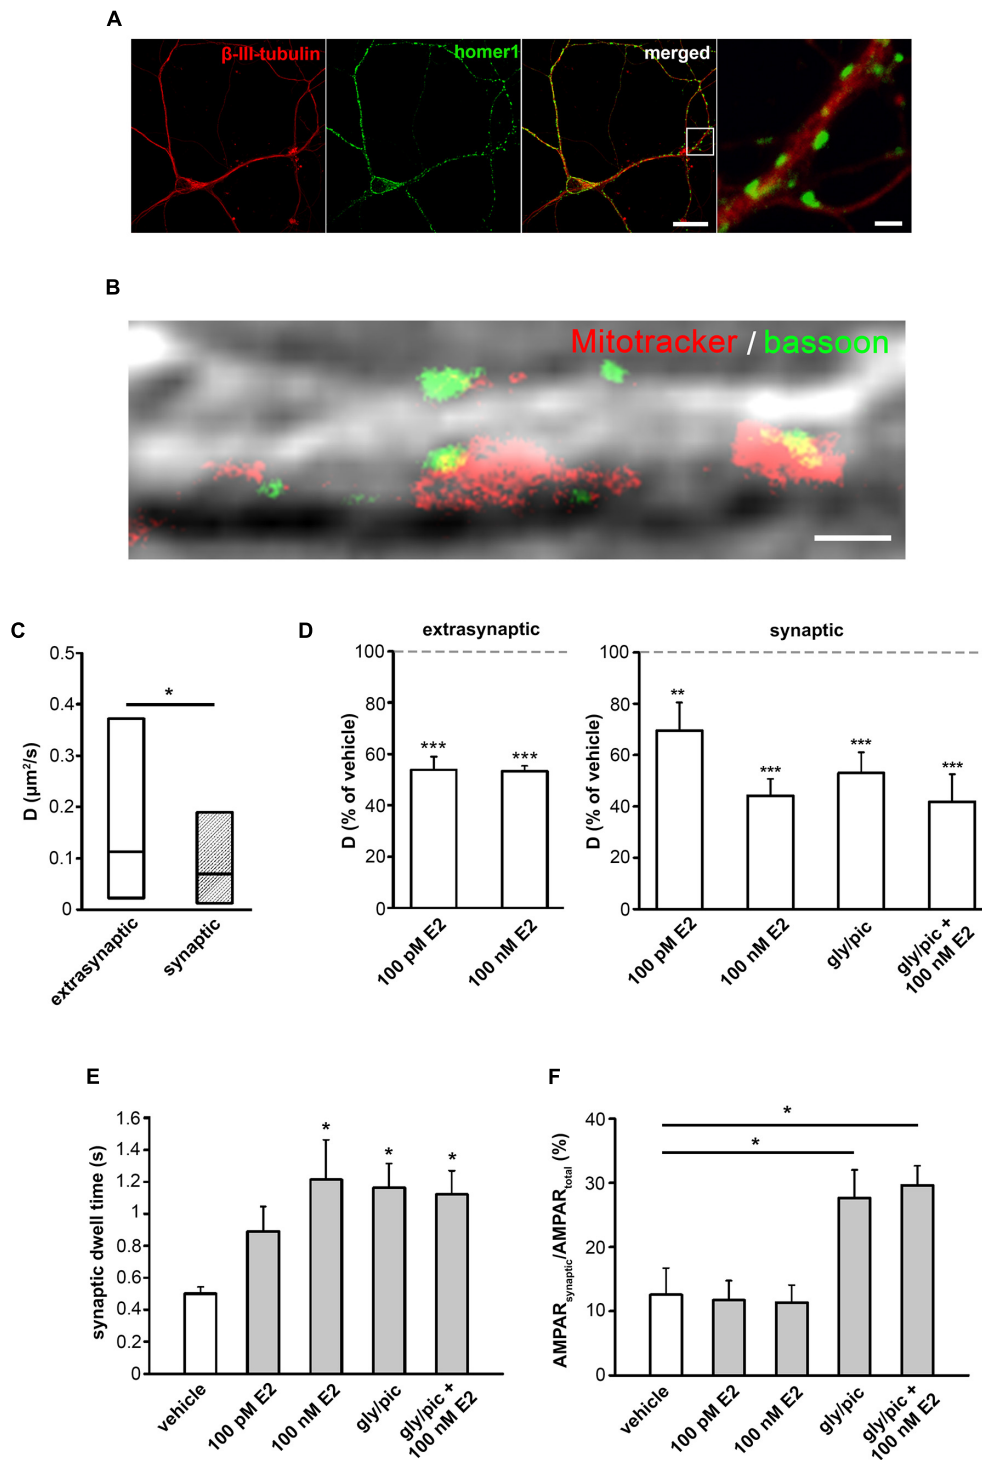 A
β-III-tubulin
homer1
merged
B
Mitotracker / bassoon
C
0.5
0.4
0.3
0.2
0.1
0
D (μm²/s)
*
extrasynaptic
synaptic
D
extrasynaptic
100
80
60
40
20
0
D (% of vehicle)
***
***
100 pM E2
100 nM E2
synaptic
100
80
60
40
20
0
D (% of vehicle)
**
***
***
***
100 pM E2
100 nM E2
gly/pic
gly/pic +
100 nM E2
E
1.6
1.4
1.2
1
0.8
0.6
0.4
0.2
0
synaptic dwell time (s)
*
*
*
vehicle
100 pM E2
100 nM E2
gly/pic
gly/pic +
100 nM E2
F
40
30
20
10
0
AMPARsynaptic/AMPARtotal (%)
*
*
vehicle
100 pM E2
100 nM E2
gly/pic
gly/pic +
100 nM E2